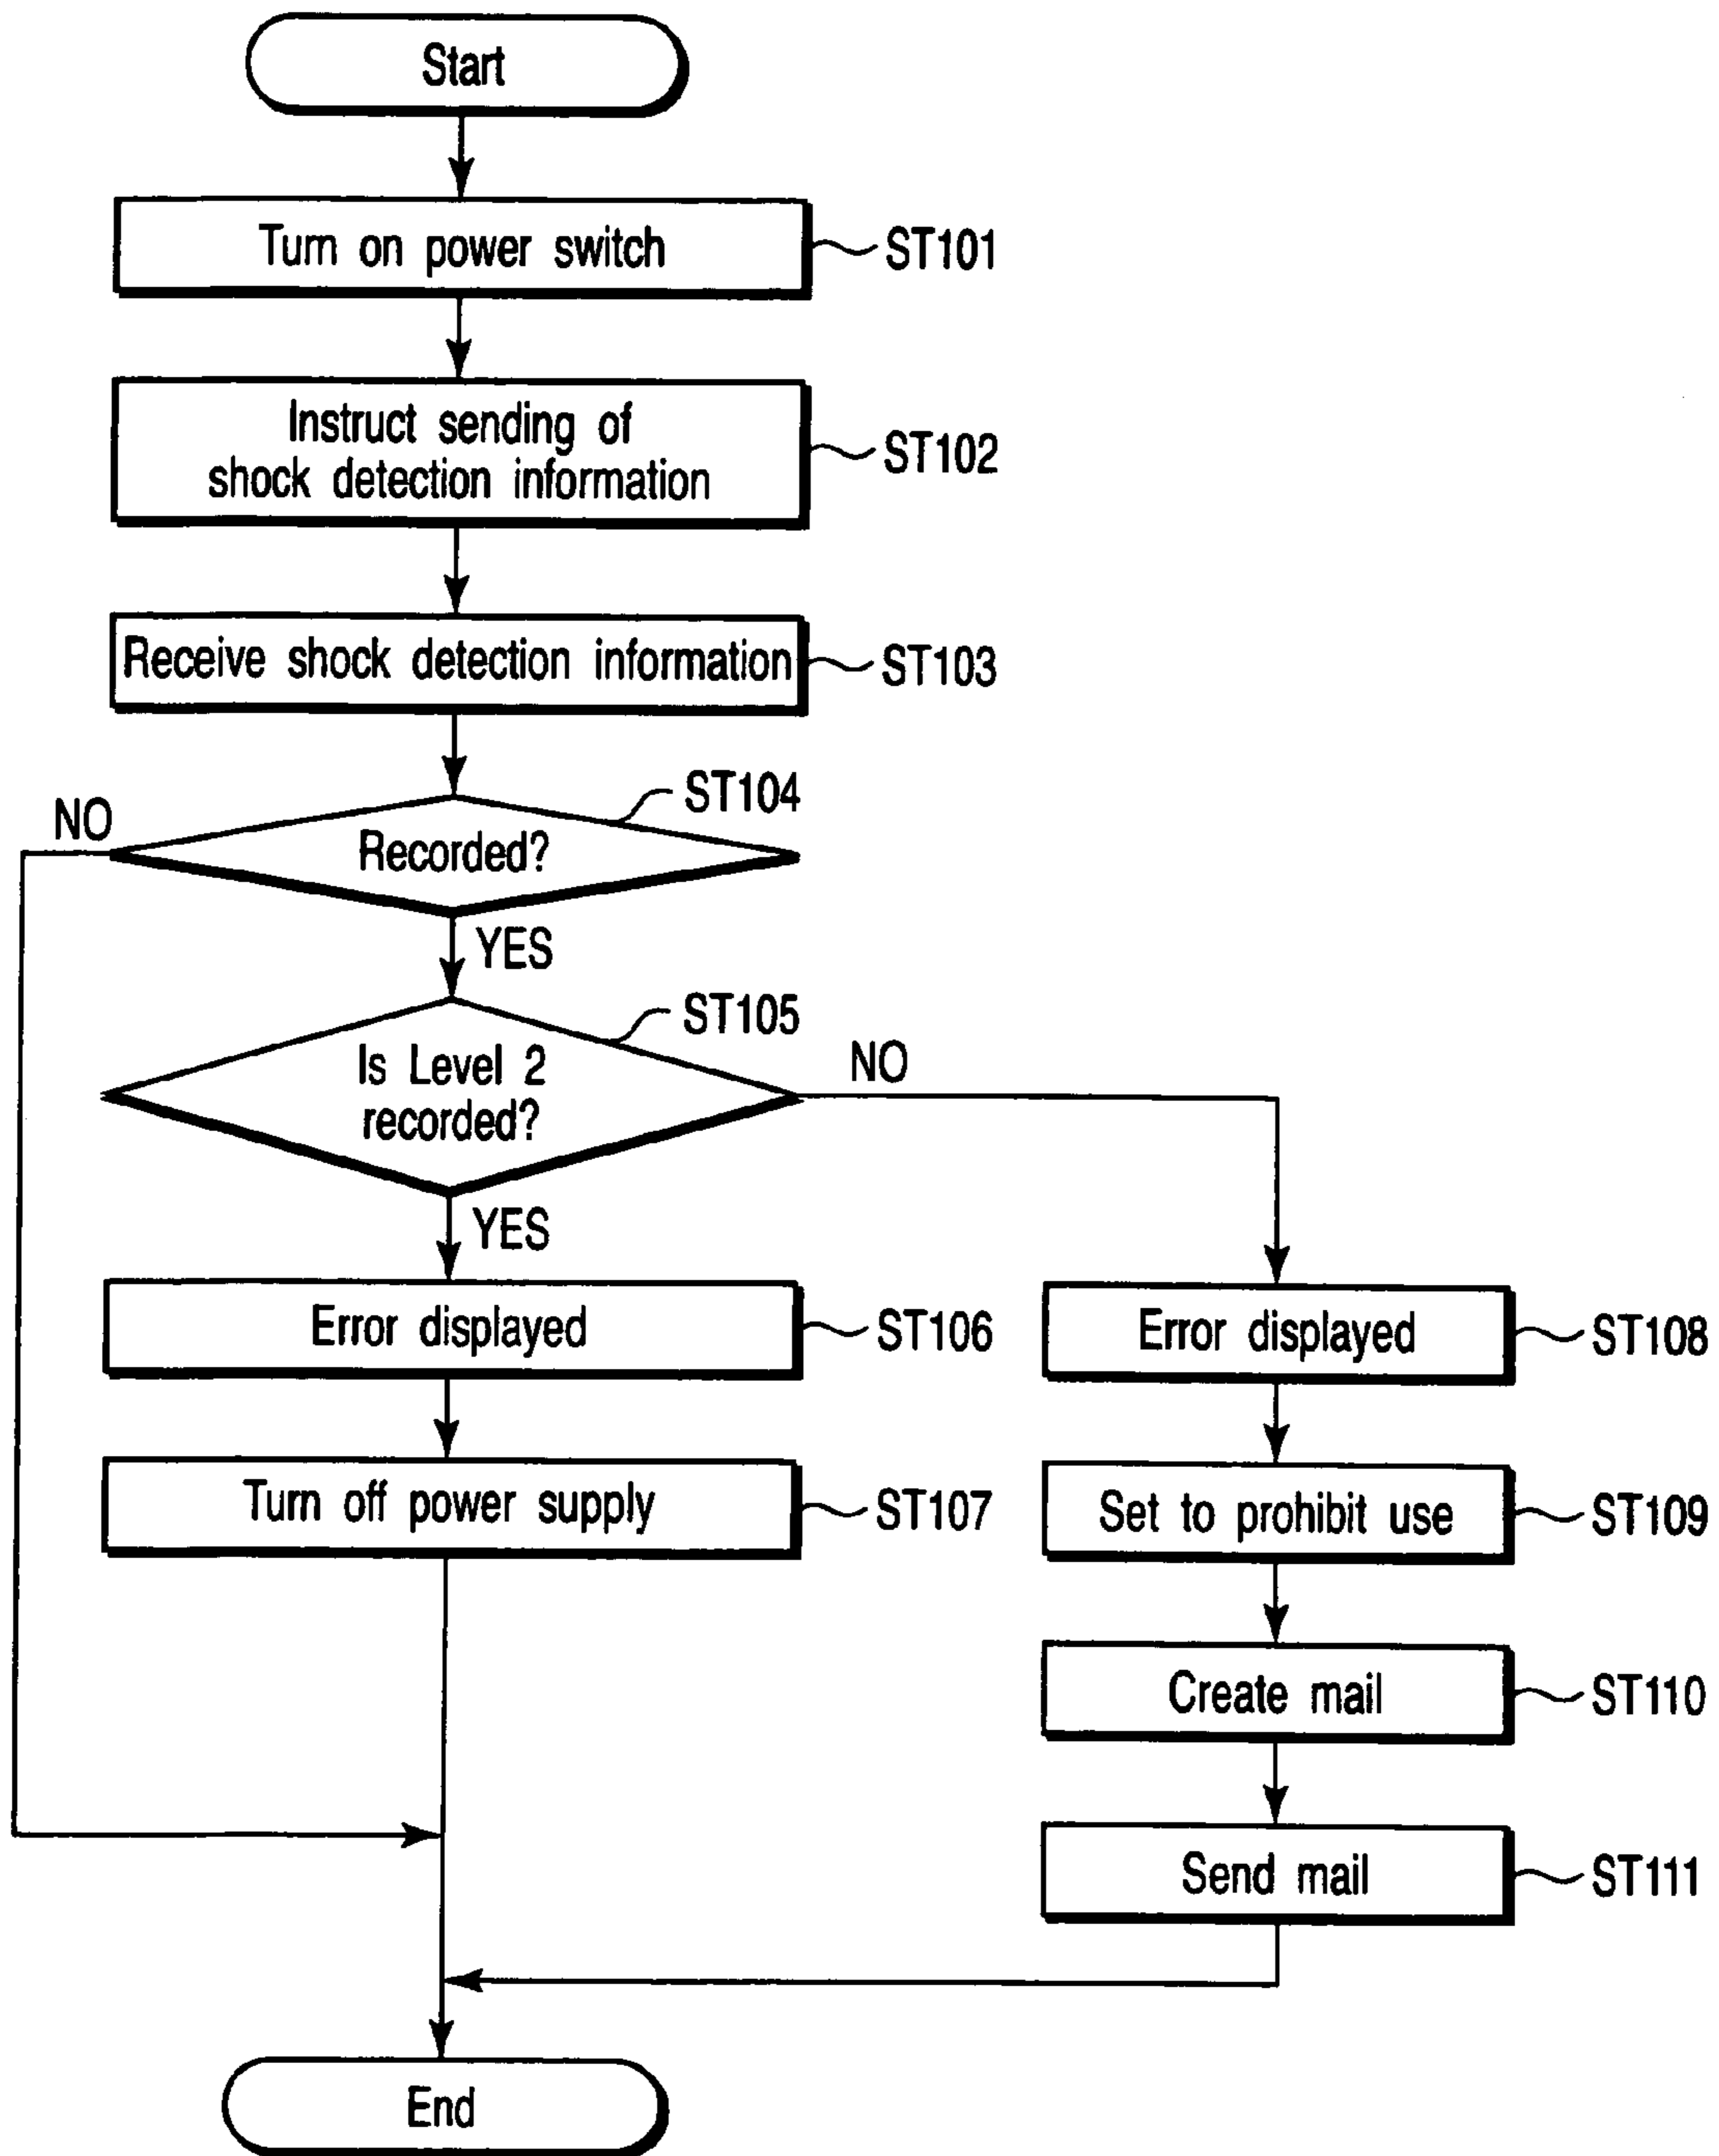 Start
Turn on power switch
ST101
Instruct sending of
shock detection information
ST102
Receive shock detection information
ST103
ST104
NO
Recorded?
YES
ST105
Is Level 2
recorded?
NO
YES
Error displayed
ST106
Error displayed
ST108
Turn off power supply
ST107
Set to prohibit use
ST109
Create mail
ST110
Send mail
ST111
End